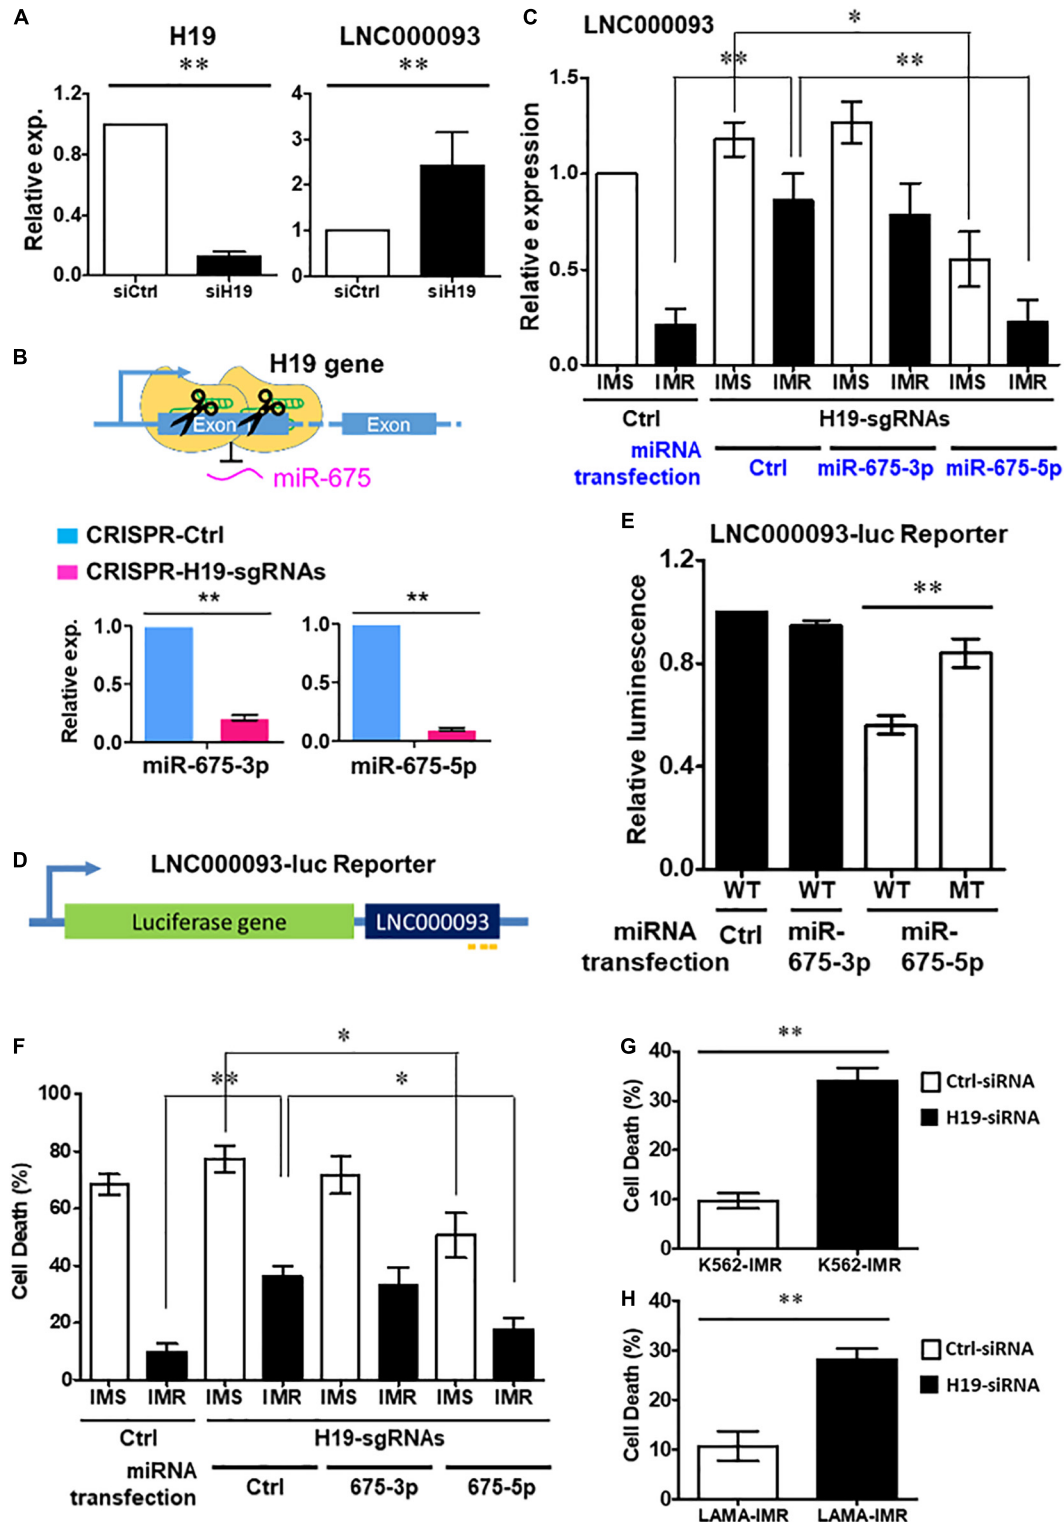 A
H19
**
Relative exp.
1.2
0.8
0.4
0.0
siCtrl
siH19
LNC000093
**
4
3
2
1
0
siCtrl
siH19
B
H19 gene
Exon
Exon
miR-675
CRISPR-Ctrl
CRISPR-H19-sgRNAs
**
Relative exp.
1.0
0.5
0.0
miR-675-3p
**
1.0
0.5
0.0
miR-675-5p
C
LNC000093
*
**
**
Relative expression
1.5
1.0
0.5
0.0
IMS IMR IMS IMR IMS IMR IMS IMR
Ctrl
H19-sgRNAs
miRNA
transfection
Ctrl
miR-675-3p
miR-675-5p
D
LNC000093-luc Reporter
Luciferase gene
LNC000093
E
LNC000093-luc Reporter
**
Relative luminescence
1.2
0.8
0.4
0.0
WT WT WT MT
miRNA
transfection
Ctrl
miR-
675-3p
miR-
675-5p
F
*
**
*
Cell Death (%)
100
80
60
40
20
0
IMS IMR IMS IMR IMS IMR IMS IMR
Ctrl
H19-sgRNAs
miRNA
transfection
Ctrl
675-3p
675-5p
G
**
Cell Death (%)
40
30
20
10
0
K562-IMR K562-IMR
Ctrl-siRNA
H19-siRNA
H
**
Cell Death (%)
40
30
20
10
0
LAMA-IMR LAMA-IMR
Ctrl-siRNA
H19-siRNA